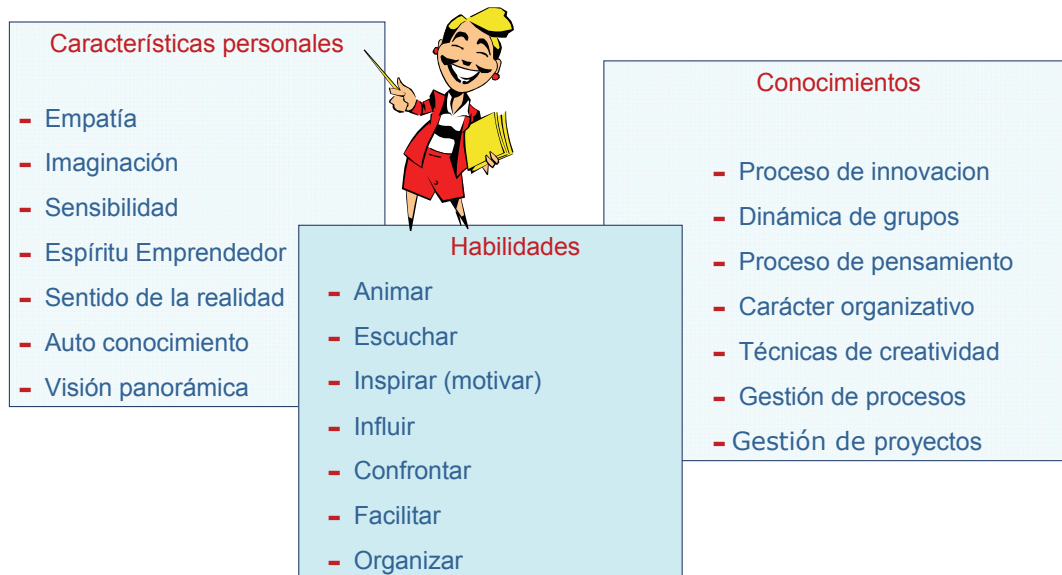 Características personales
- Empatía
- Imaginación
- Sensibilidad
- Espíritu Emprendedor
- Sentido de la realidad
- Auto conocimiento
- Visión panorámica
Habilidades
- Animar
- Escuchar
- Inspirar (motivar)
- Influir
- Confrontar
- Facilitar
- Organizar
Conocimientos
- Proceso de innovacion
- Dinámica de grupos
- Proceso de pensamiento
- Carácter organizativo
- Técnicas de creatividad
- Gestión de procesos
- Gestión de proyectos